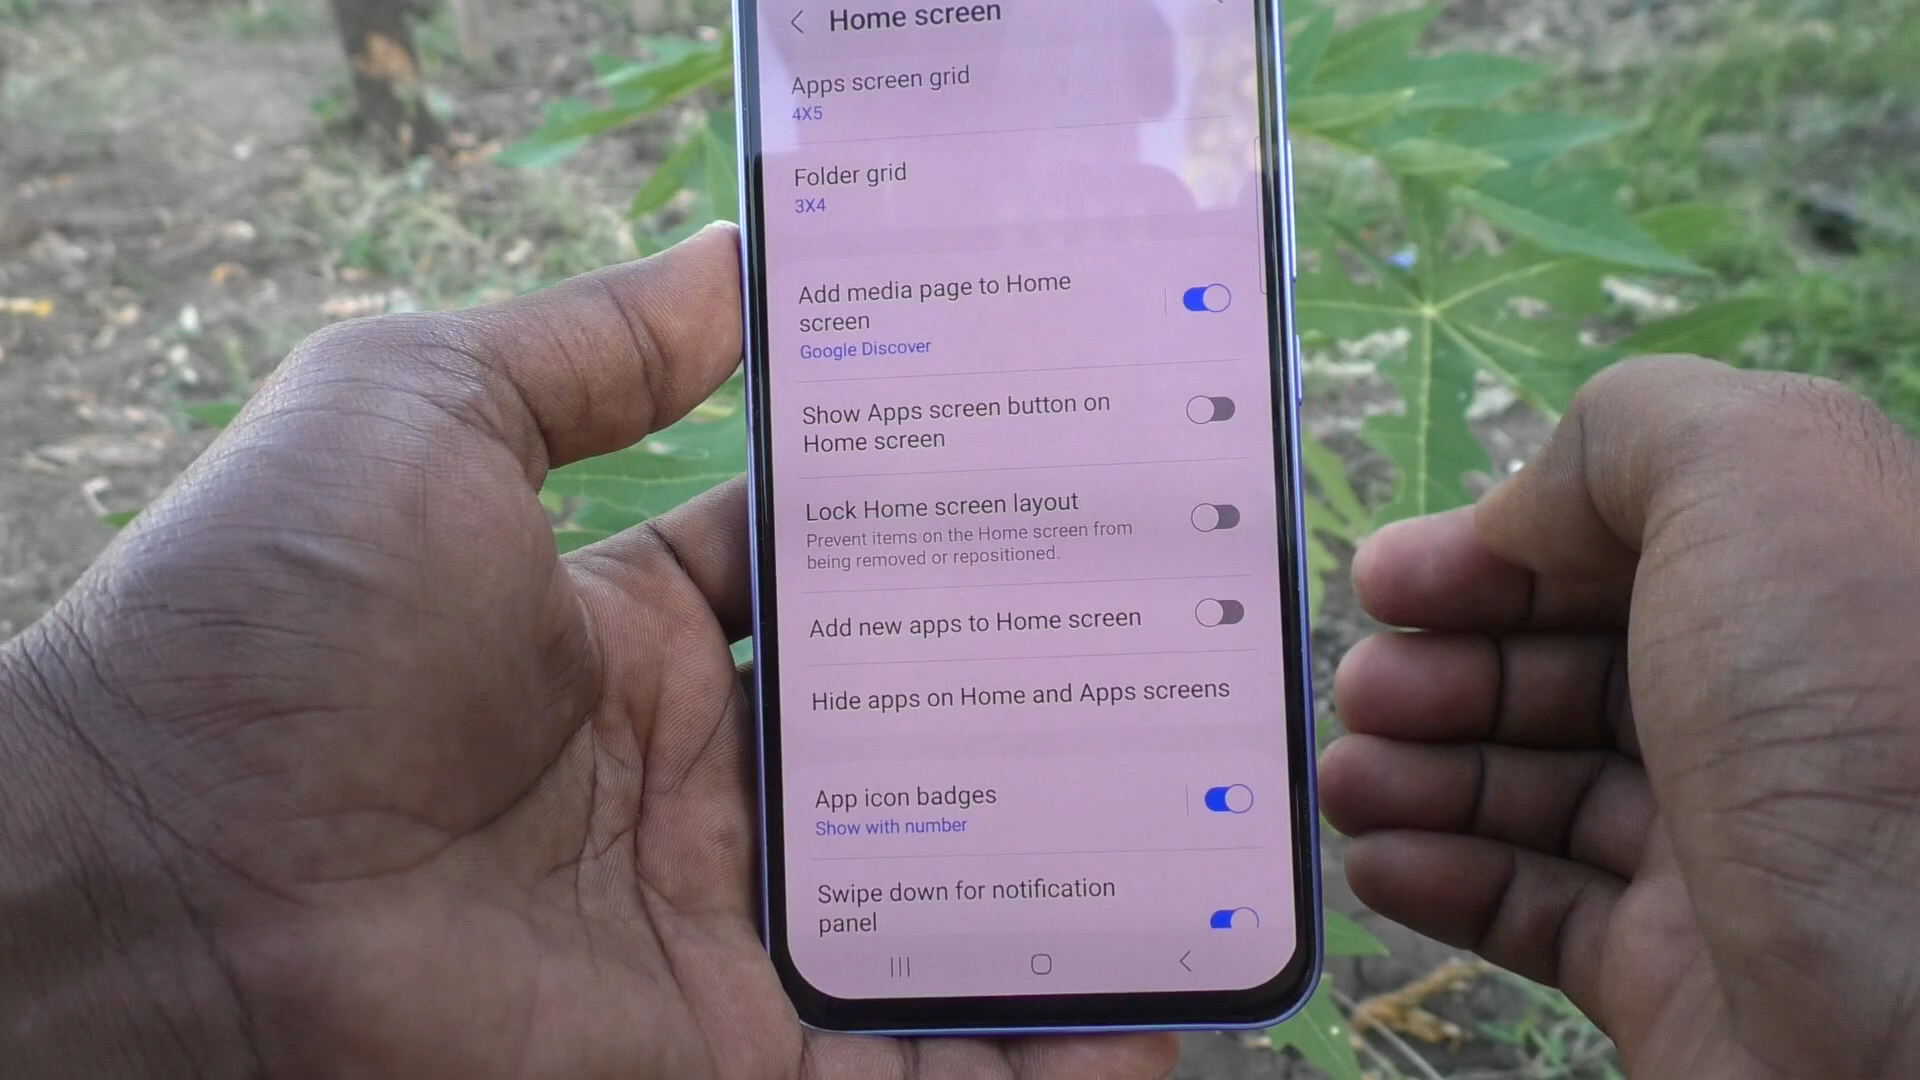 Home screen
Apps screen grid
4X5
Folder grid
3X4
Add media page to Home
screen
Google Discover
Show Apps screen button on
Home screen
Lock Home screen layout
Prevent items on the Home screen from
being removed or repositioned.
Add new apps to Home screen
Hide apps on Home and Apps screens
App icon badges
Show with number
Swipe down for notification
panel